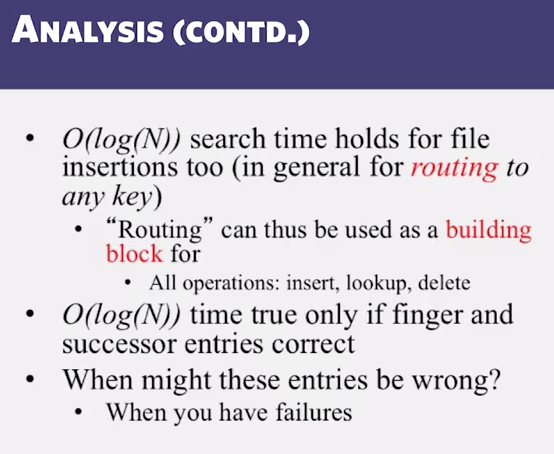 ANALYSIS (CONTD.)
• O(log(N)) search time holds for file
insertions too (in general for routing to
any key)
• “Routing” can thus be used as a building
block for
• All operations: insert, lookup, delete
• O(log(N)) time true only if finger and
successor entries correct
• When might these entries be wrong?
• When you have failures